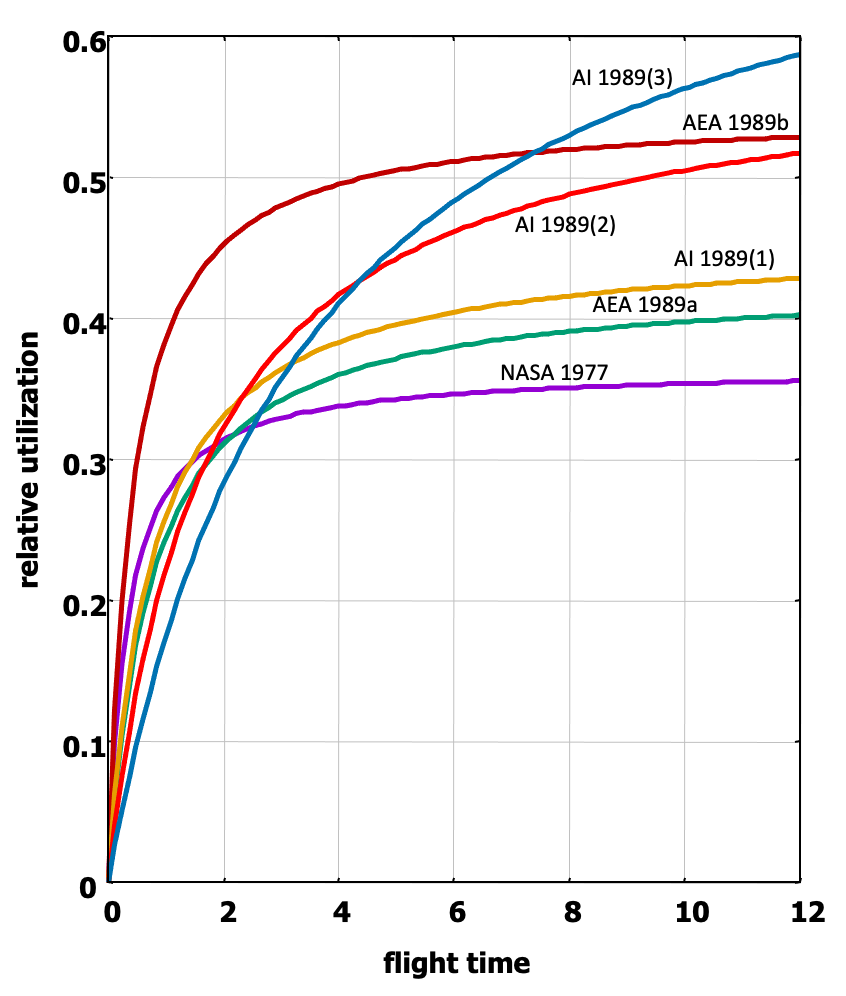 0.6
AI 1989(3)
AEA 1989b
0.5
AI 1989(2)
AI 1989(1)
AEA 1989a
0.4
NASA 1977
relative utilization
0.3
0.2
0.1
0
0 2 4 6 8 10 12
flight time